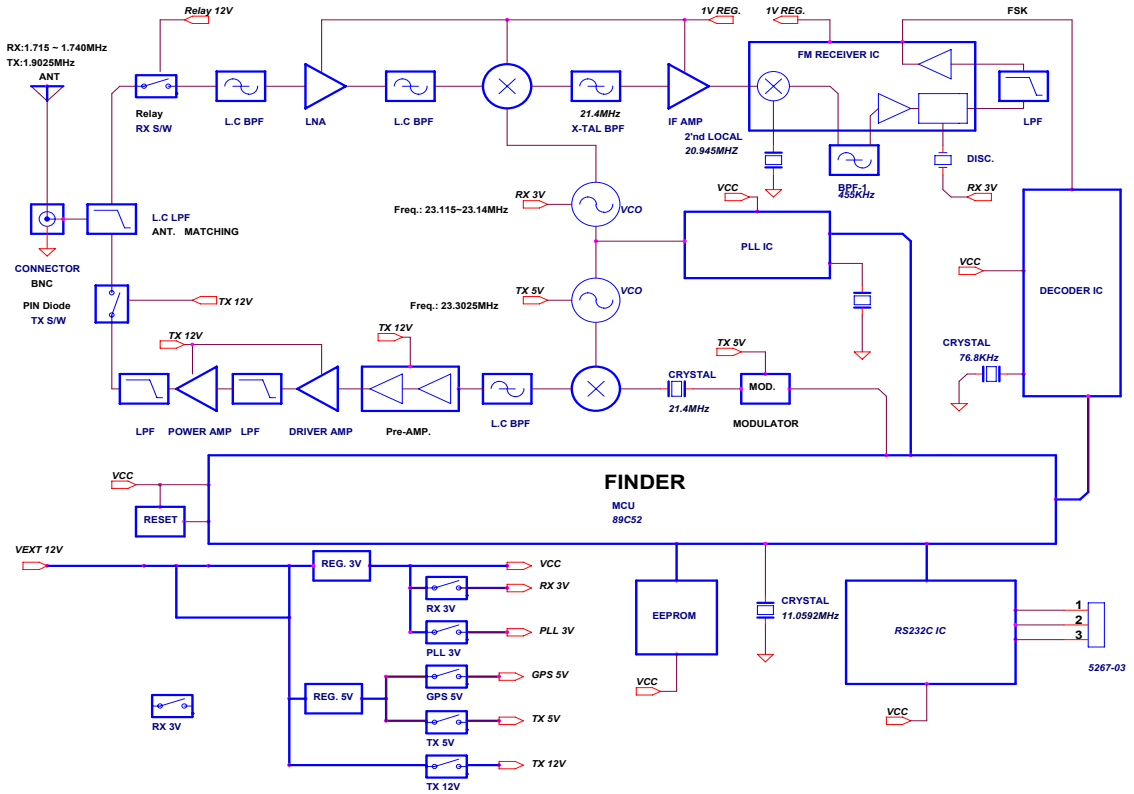 Relay 12V
1V REG.
1V REG.
FSK
RX:1.715 ~ 1.740MHz
TX:1.9025MHz
ANT
FM RECEIVER IC
Relay
RX S/W
L.C BPF
LNA
L.C BPF
21.4MHz
X-TAL BPF
IF AMP
2'nd LOCAL
20.945MHZ
LPF
DISC.
BPF-1
455KHz
RX 3V
RX 3V
VCC
VCO
Freq.: 23.115~23.14MHz
L.C LPF
ANT. MATCHING
PLL IC
CONNECTOR
BNC
VCC
DECODER IC
PIN Diode
TX S/W
TX 12V
Freq.: 23.3025MHz
TX 5V
VCO
TX 12V
TX 12V
TX 5V
CRYSTAL
76.8KHz
CRYSTAL
21.4MHz
MOD.
MODULATOR
LPF
POWER AMP
LPF
DRIVER AMP
Pre-AMP.
L.C BPF
VCC
FINDER
MCU
89C52
RESET
VEXT 12V
REG. 3V
VCC
RX 3V
RX 3V
PLL 3V
PLL 3V
GPS 5V
REG. 5V
GPS 5V
TX 5V
TX 5V
RX 3V
TX 12V
TX 12V
EEPROM
VCC
CRYSTAL
11.0592MHz
RS232C IC
1
2
3
5267-03
VCC